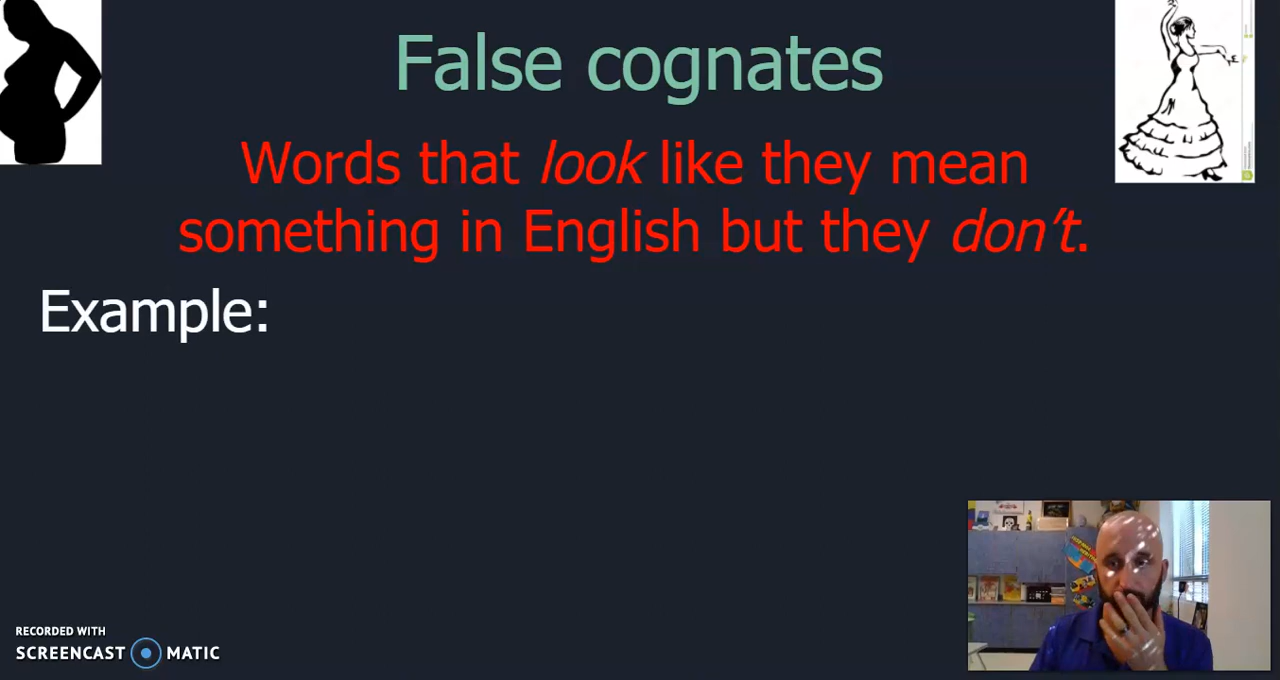 False cognates
Words that look like they mean
something in English but they don't.
Example:
RECORDED WITH
SCREENCAST MATIC